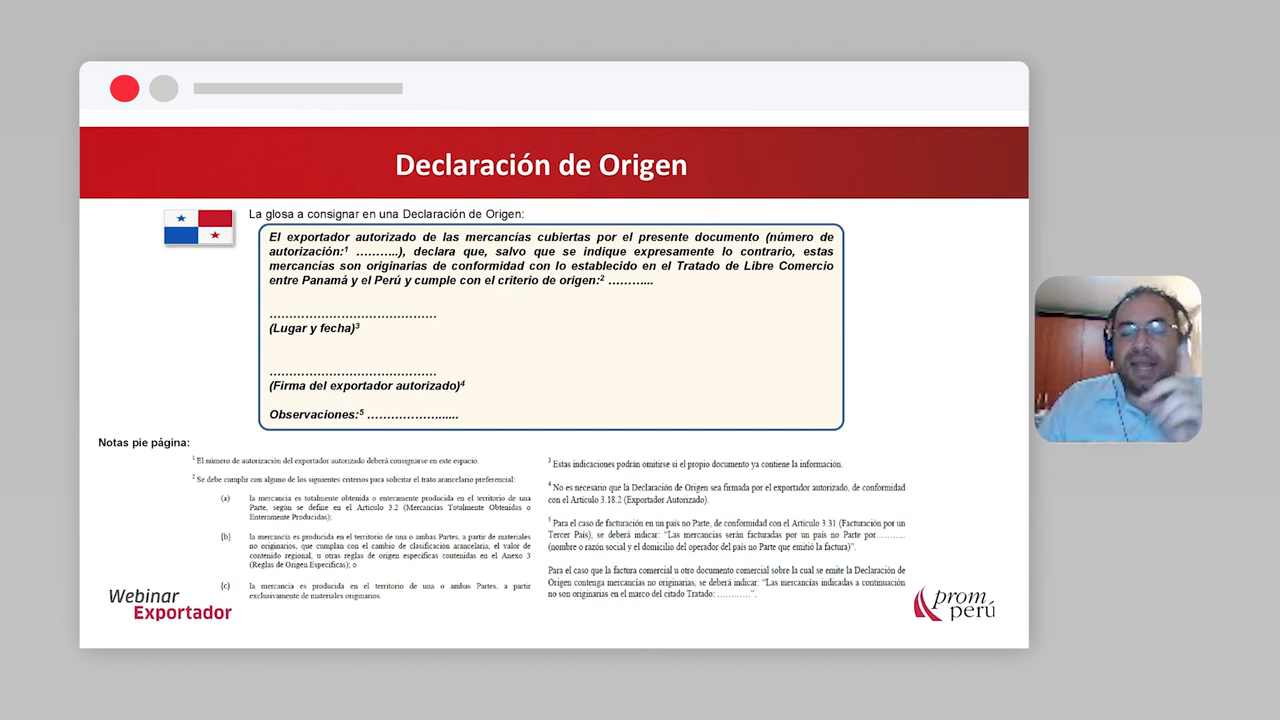 Declaración de Origen
La glosa a consignar en una Declaración de Origen:
El exportador autorizado de las mercancías cubiertas por el presente documento (número de
autorización:¹ ………..), declara que, salvo que se indique expresamente lo contrario, estas
mercancías son originarias de conformidad con lo establecido en el Tratado de Libre Comercio
entre Panamá y el Perú y cumple con el criterio de origen:² ………...
…………………………………
(Lugar y fecha)³
…………………………………
(Firma del exportador autorizado)⁴
Observaciones:⁵ ………………….......
Notas pie página:
¹ El número de autorización del exportador autorizado deberá consignarse en este espacio.
² Se debe cumplir con alguno de los siguientes criterios para solicitar el trato arancelario preferencial:
(a) la mercancía es totalmente obtenida o enteramente producida en el territorio de una
Parte, según se define en el Artículo 3.2 (Mercancías Totalmente Obtenidas o
Enteramente Producidas);
(b) la mercancía es producida en el territorio de una o ambas Partes, a partir de materiales
no originarios, que cumplan con el cambio de clasificación arancelaria, el valor de
contenido regional, u otras reglas de origen específicas contenidas en el Anexo 3
(Reglas de Origen Específicas); o
(c) la mercancía es producida en el territorio de una o ambas Partes, a partir
exclusivamente de materiales originarios.
³ Estas indicaciones podrán omitirse si el propio documento ya contiene la información.
⁴ No es necesario que la Declaración de Origen sea firmada por el exportador autorizado, de conformidad
con el Artículo 3.18.2 (Exportador Autorizado).
⁵ Para el caso de facturación en un país no Parte, de conformidad con el Artículo 3.31 (Facturación por un
Tercer País), se deberá indicar: “Las mercancías serán facturadas por un país no Parte por………..
(nombre o razón social y el domicilio del operador del país no Parte que emitió la factura)”.
Para el caso que la factura comercial u otro documento comercial sobre la cual se emite la Declaración de
Origen contenga mercancías no originarias, se deberá indicar: “Las mercancías indicadas a continuación
no son originarias en el marco del citado Tratado: …………”.
Webinar
Exportador
prom
perú